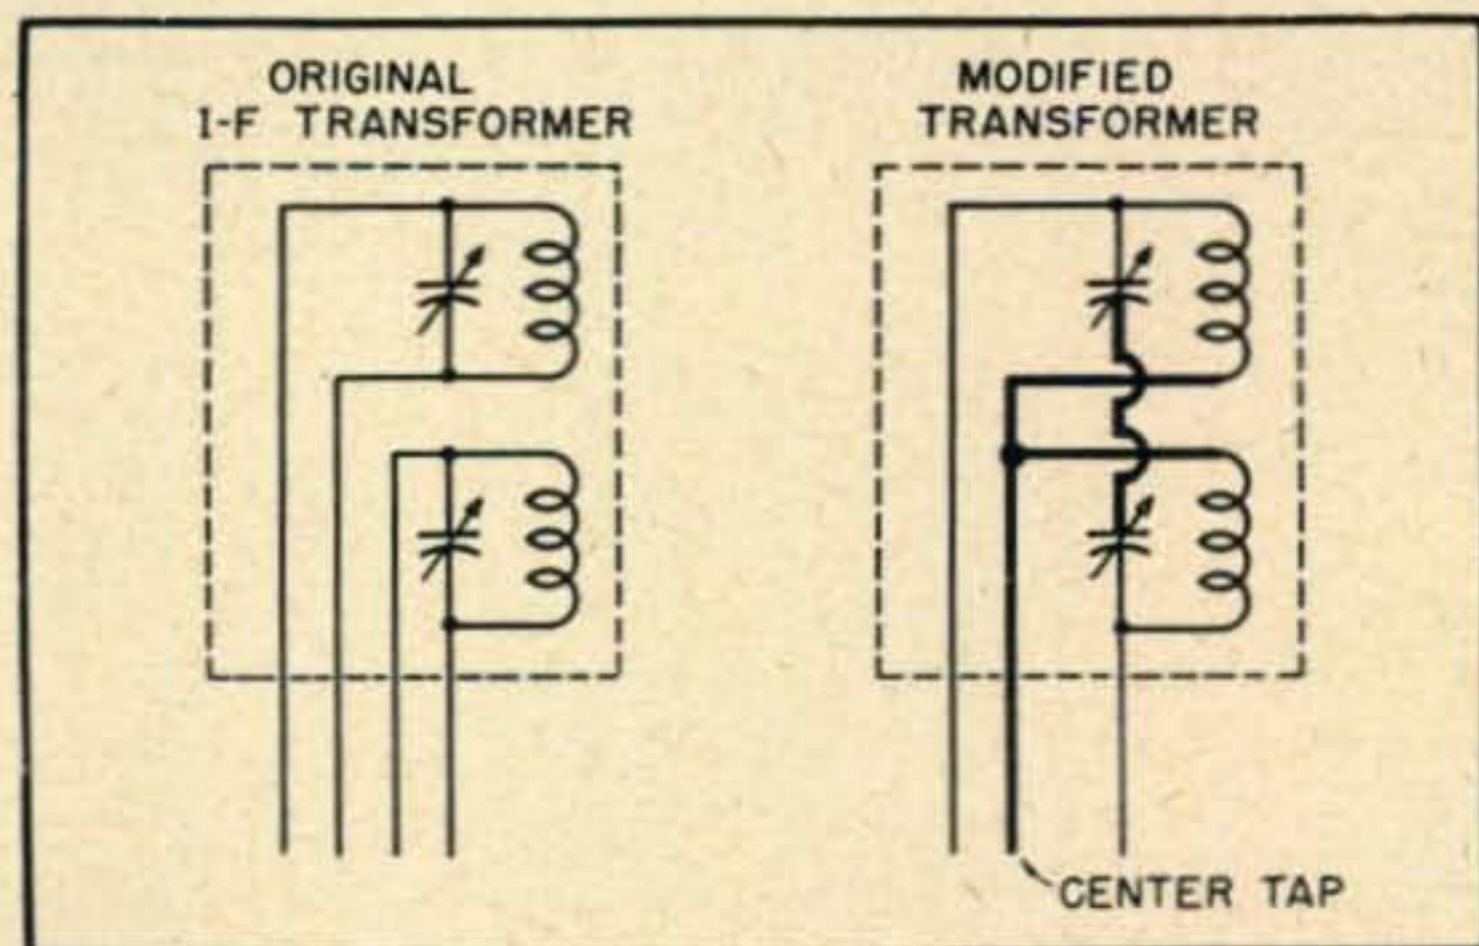 ORIGINAL
I-F TRANSFORMER
MODIFIED
TRANSFORMER
CENTER TAP